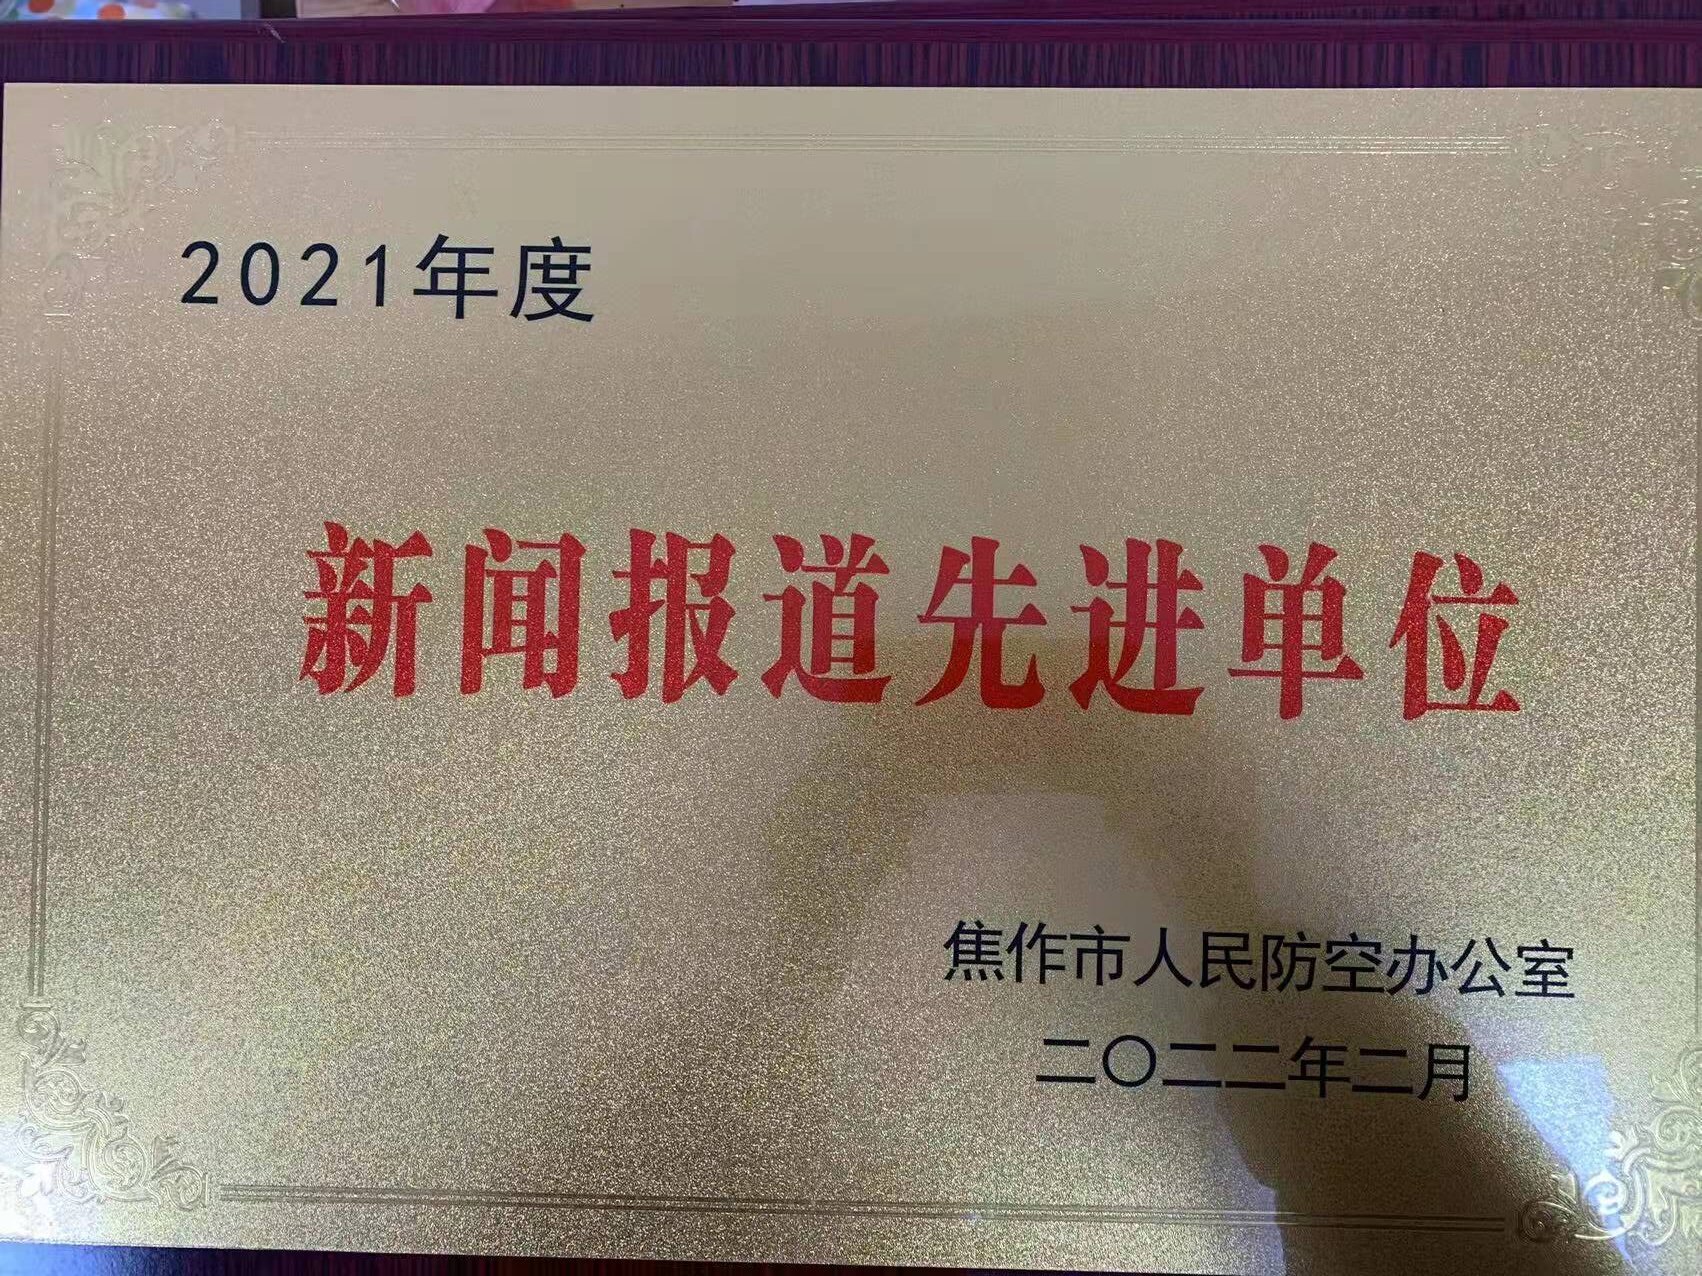 2021年度
新闻报道先进单位
焦作市人民防空办公室
二〇二二年二月